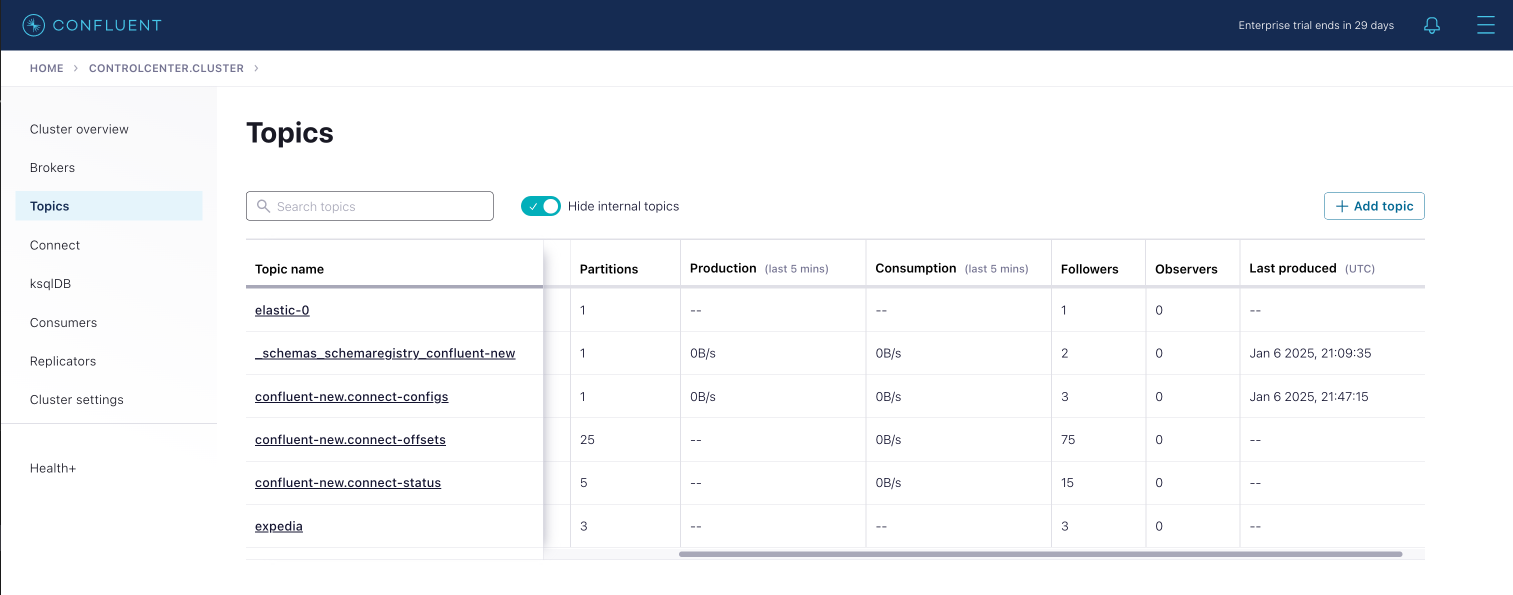 CONFLUENT
Enterprise trial ends in 29 days
HOME > CONTROLCENTER.CLUSTER >
Cluster overview
Brokers
Topics
Connect
ksqlDB
Consumers
Replicators
Cluster settings
Health+
Topics
Search topics
Hide internal topics
+ Add topic
Topic name Partitions Production (last 5 mins) Consumption (last 5 mins) Followers Observers Last produced (UTC)
elastic-0 1 -- -- 1 0 --
_schemas_schemaregistry_confluent-new 1 0B/s 0B/s 2 0 Jan 6 2025, 21:09:35
confluent-new.connect-configs 1 0B/s 0B/s 3 0 Jan 6 2025, 21:47:15
confluent-new.connect-offsets 25 -- 0B/s 75 0 --
confluent-new.connect-status 5 -- 0B/s 15 0 --
expedia 3 -- -- 3 0 --